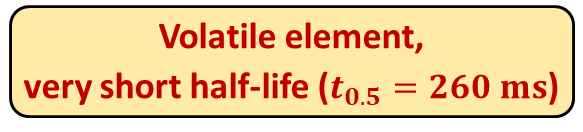 Volatile element,
very short half-life (t₀.₅ = 260 ms)